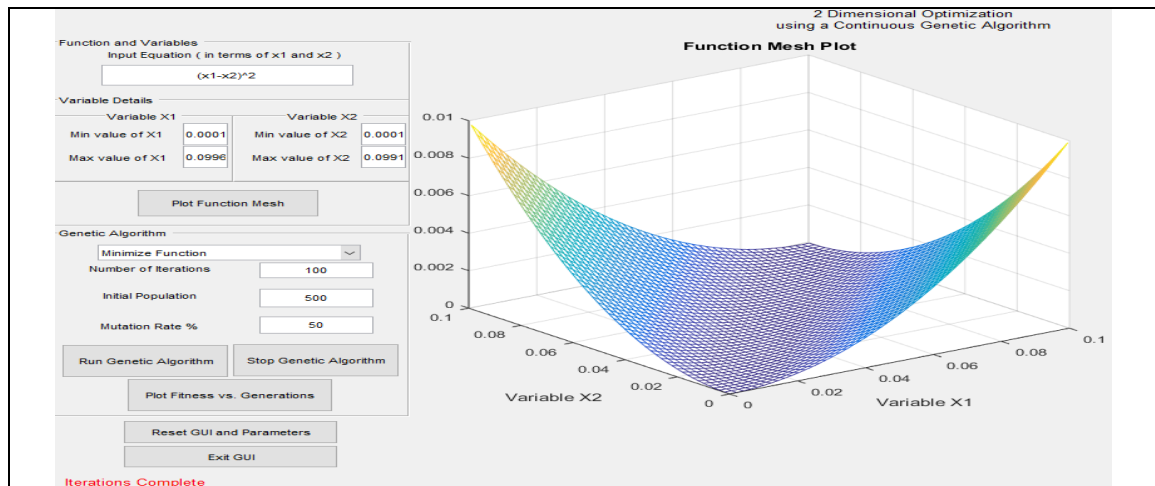 2 Dimensional Optimization
using a Continuous Genetic Algorithm
Function and Variables
Input Equation ( in terms of x1 and x2 )
(x1-x2)^2
Variable Details
Variable X1
Min value of X1 0.0001
Max value of X1 0.0996
Variable X2
Min value of X2 0.0001
Max value of X2 0.0991
Plot Function Mesh
Genetic Algorithm
Minimize Function
Number of Iterations 100
Initial Population 500
Mutation Rate % 50
Run Genetic Algorithm Stop Genetic Algorithm
Plot Fitness vs. Generations
Reset GUI and Parameters
Exit GUI
Iterations Complete
Function Mesh Plot
0.01
0.008
0.006
0.004
0.002
0
0.1
0.08
0.06
0.04
0.02
0
Variable X2
0
0.02
0.04
0.06
0.08
0.1
Variable X1